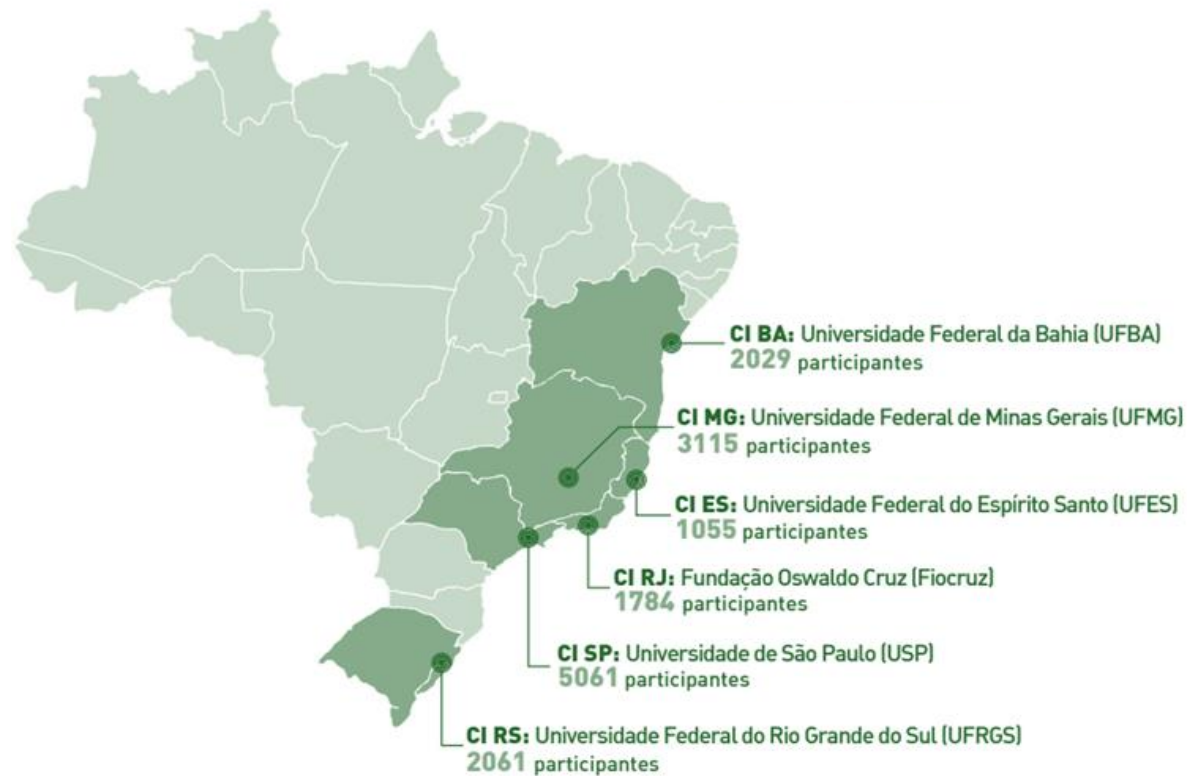 CI BA: Universidade Federal da Bahia (UFBA)
2029 participantes
CI MG: Universidade Federal de Minas Gerais (UFMG)
3115 participantes
CI ES: Universidade Federal do Espírito Santo (UFES)
1055 participantes
CI RJ: Fundação Oswaldo Cruz (Fiocruz)
1784 participantes
CI SP: Universidade de São Paulo (USP)
5061 participantes
CI RS: Universidade Federal do Rio Grande do Sul (UFRGS)
2061 participantes